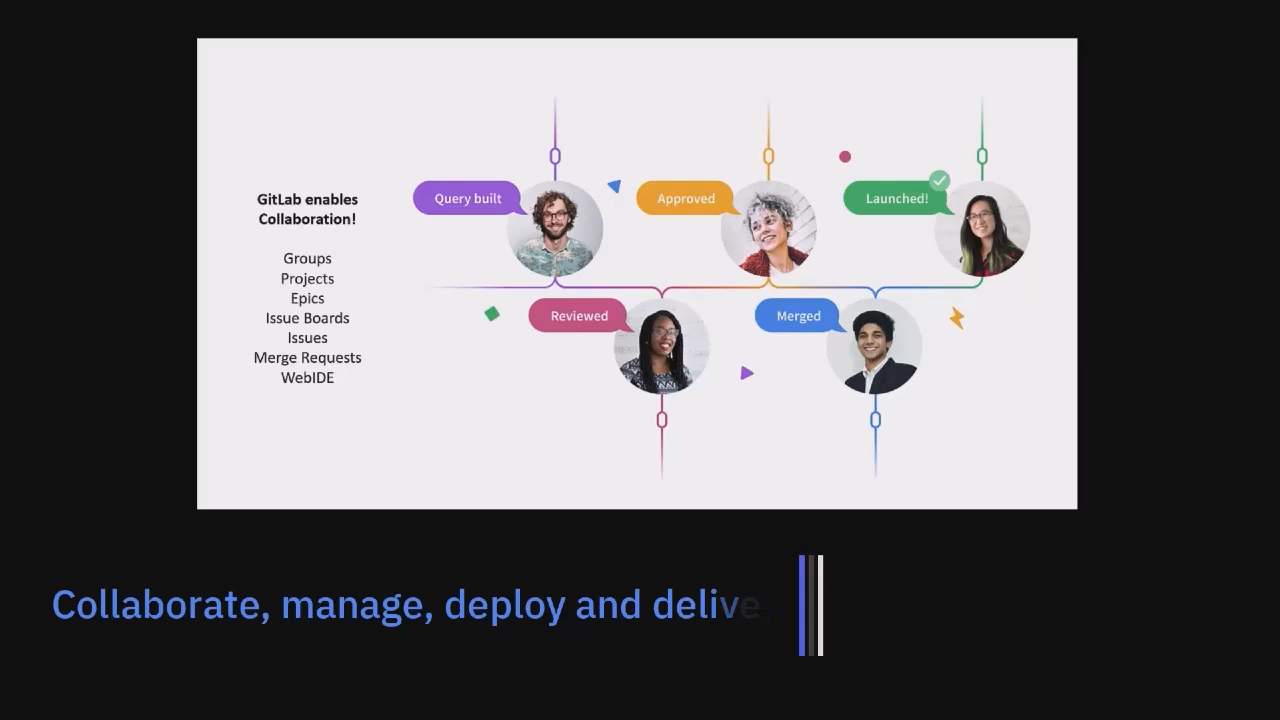 GitLab enables
Collaboration!
Groups
Projects
Epics
Issue Boards
Issues
Merge Requests
WebIDE
Query built
Approved
Launched!
Reviewed
Merged
Collaborate, manage, deploy and delive